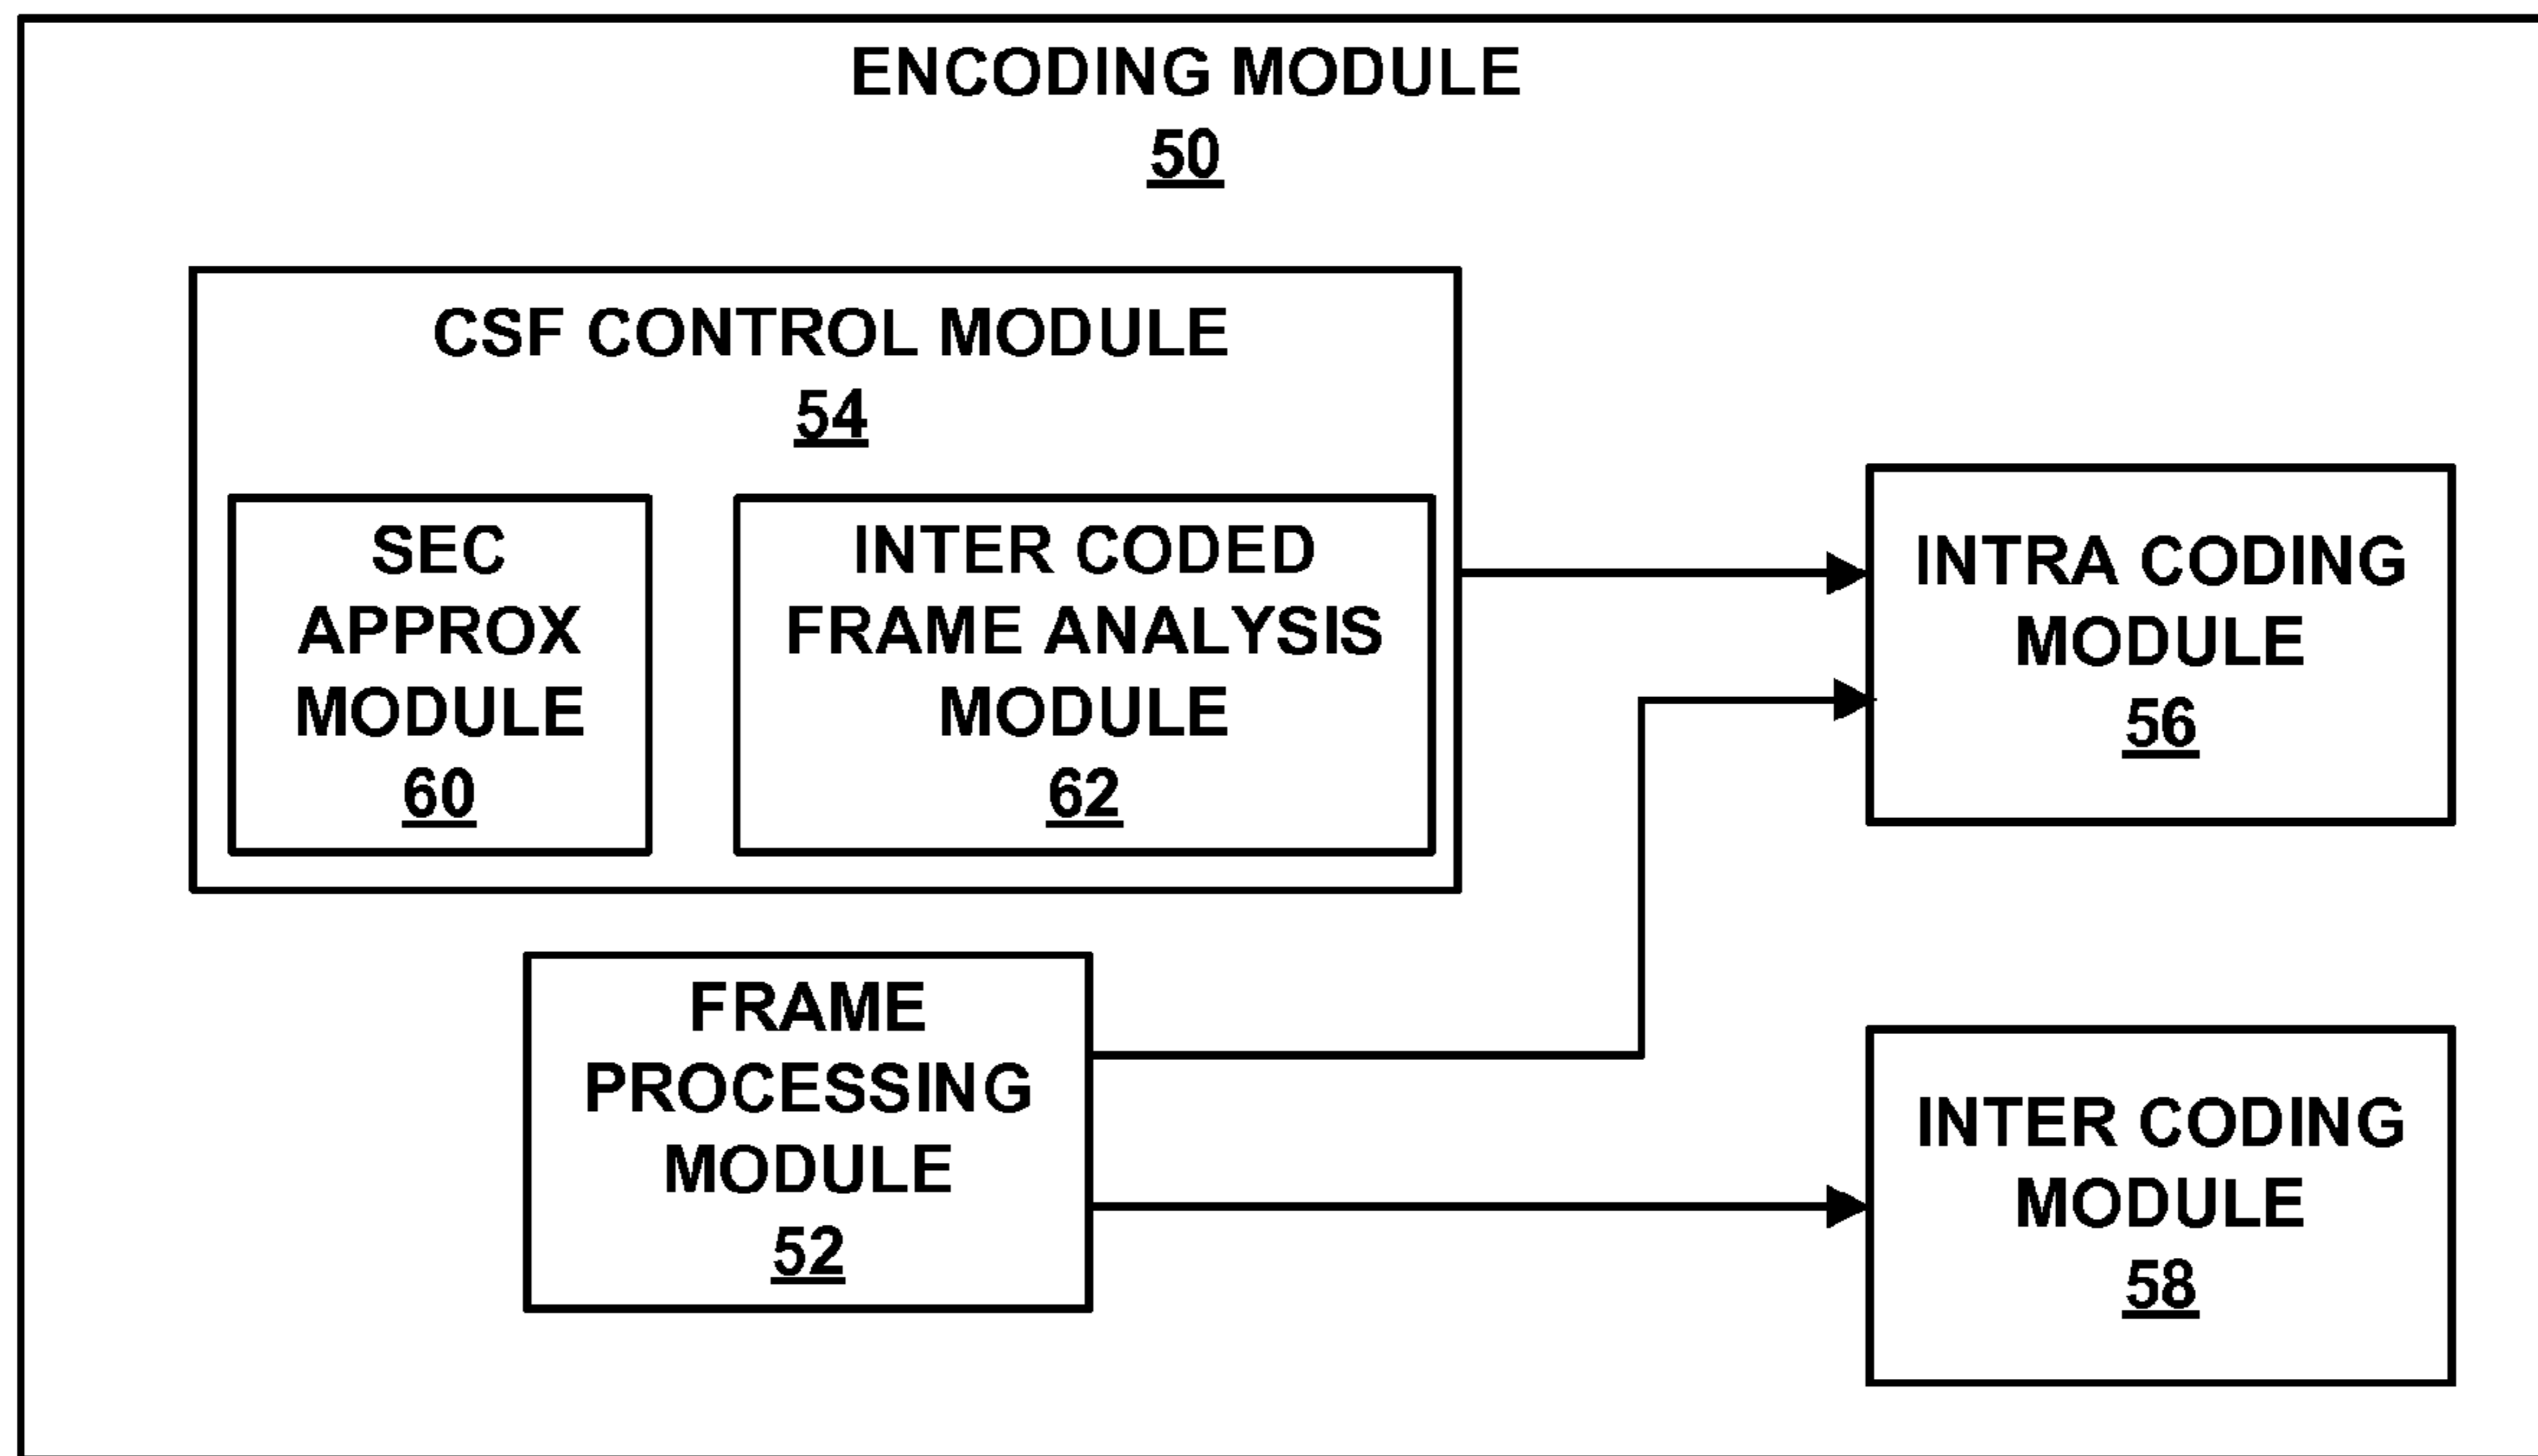 ENCODING MODULE
50
CSF CONTROL MODULE
54
SEC
APPROX
MODULE
60
INTER CODED
FRAME ANALYSIS
MODULE
62
INTRA CODING
MODULE
56
FRAME
PROCESSING
MODULE
52
INTER CODING
MODULE
58